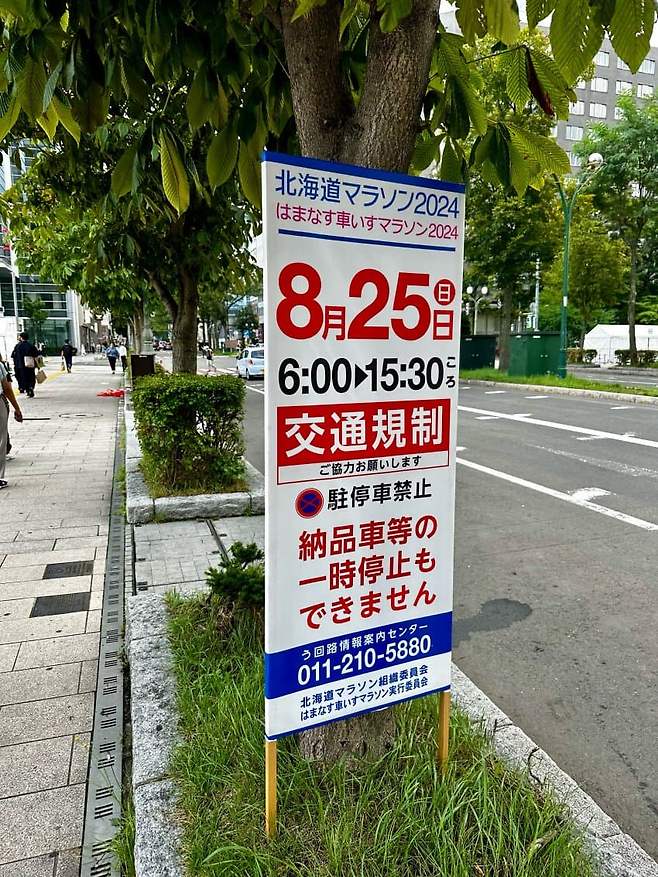 北海道マラソン2024
はまなす車いすマラソン2024
8月25日㊐
6:00▶15:30ころ
交通規制
ご協力お願いします
駐停車禁止
納品車等の
一時停止も
できません
う回路情報案内センター
011-210-5880
北海道マラソン組織委員会
はまなす車いすマラソン実行委員会